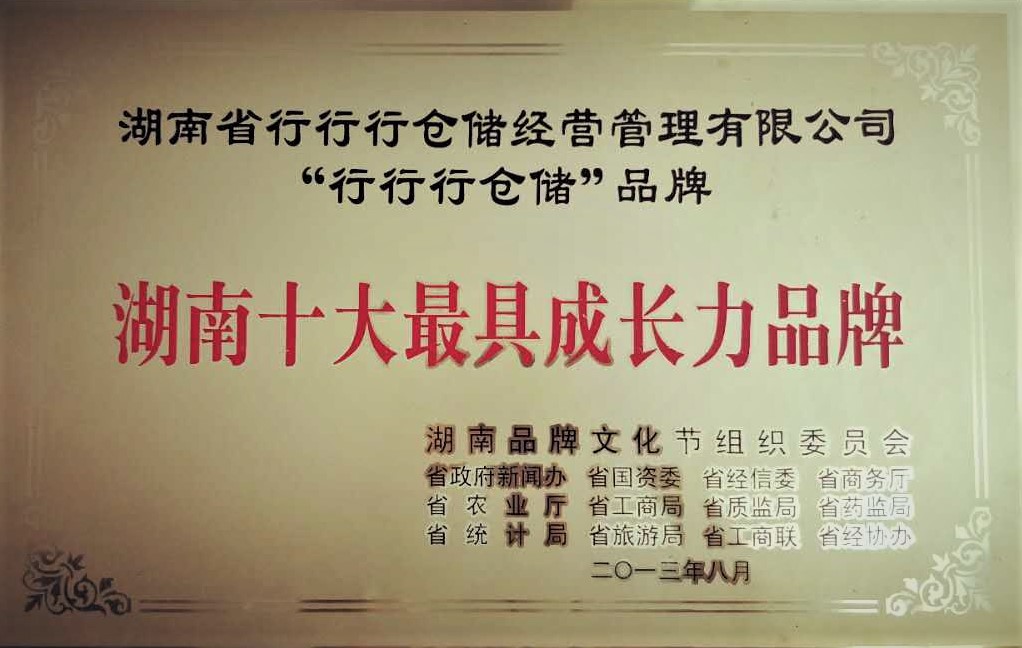 湖南省行行行仓储经营管理有限公司
“行行行仓储”品牌
湖南十大最具成长力品牌
湖南品牌文化节组织委员会
省政府新闻办 省国资委 省经信委 省商务厅
省农业厅 省工商局 省质监局 省药监局
省统计局 省旅游局 省工商联 省经协办
二〇一三年八月